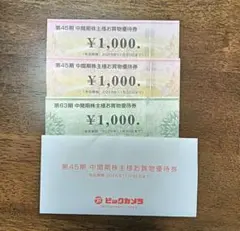 第45期 中間期株主様お買物優待券
¥1,000.
第45期 中間期株主様お買物優待券
¥1,000.
第63期 中間期株主様お買物優待券
¥1,000.
第45期 中間期株主様お買物優待券
ビックカメラ